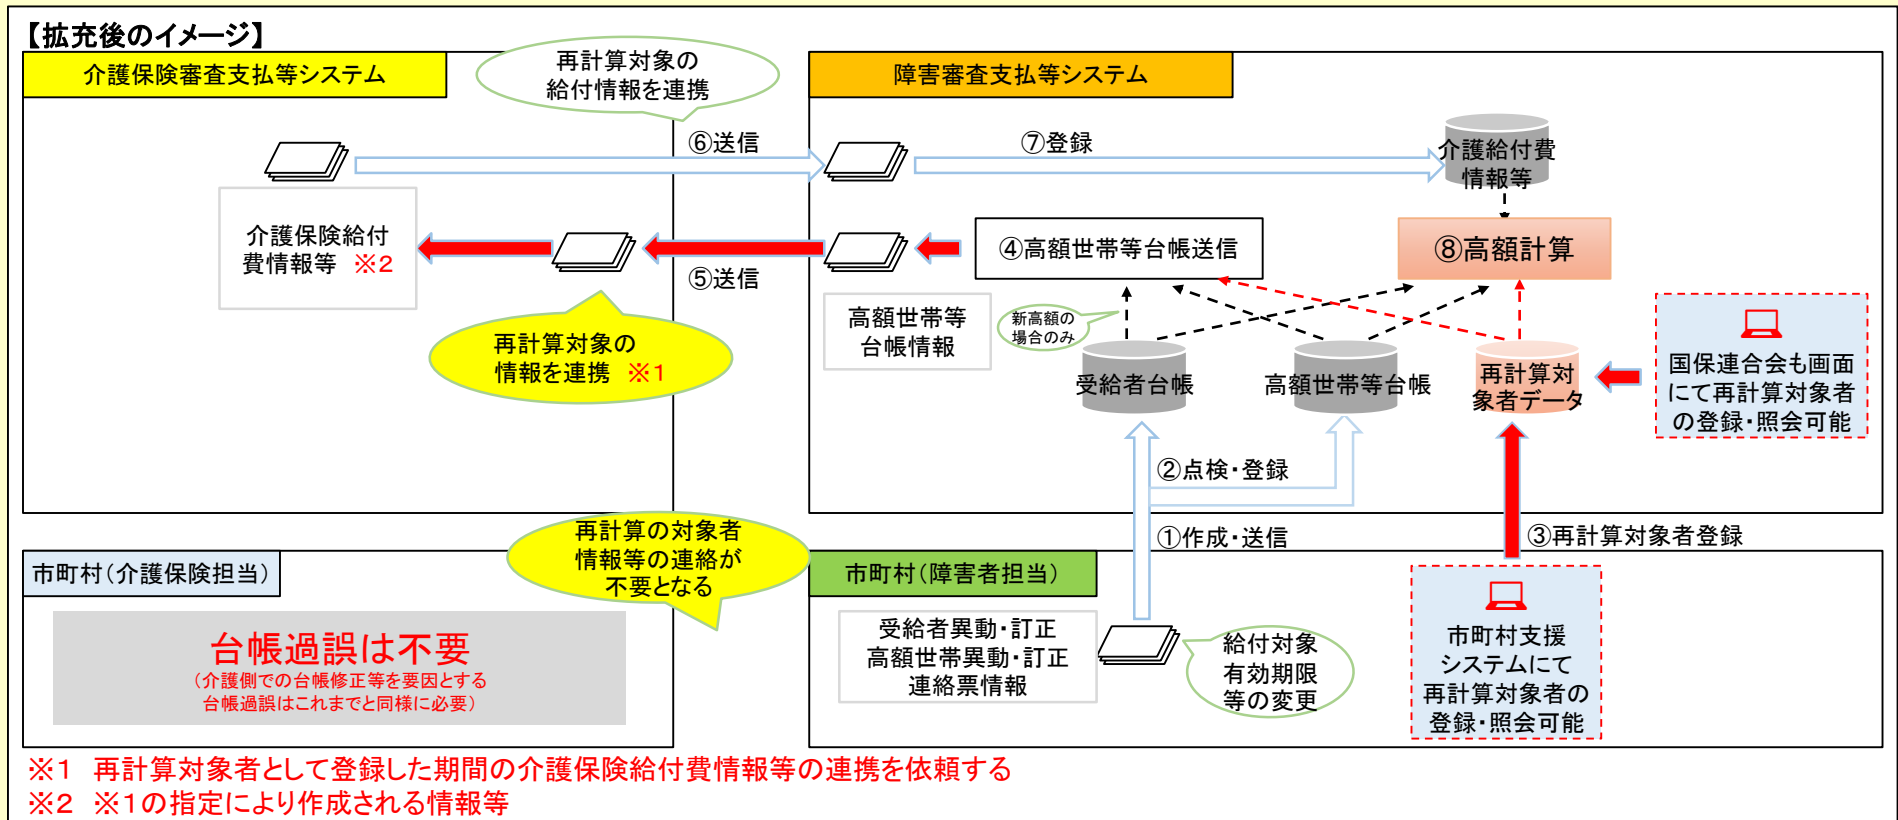 【拡充後のイメージ】
介護保険審査支払等システム
再計算対象の
給付情報を連携
障害審査支払等システム
⑥送信
⑦登録
介護給付費
情報等
介護保険給付
費情報等 ※2
⑤送信
④高額世帯等台帳送信
⑧高額計算
再計算対象の
情報を連携 ※1
高額世帯等
台帳情報
新高額の
場合のみ
受給者台帳
高額世帯等台帳
再計算対
象者データ
国保連合会も画面
にて再計算対象者
の登録・照会可能
②点検・登録
①作成・送信
③再計算対象者登録
再計算の対象者
情報等の連絡が
不要となる
市町村（介護保険担当）
台帳過誤は不要
（介護側での台帳修正等を要因とする
台帳過誤はこれまでと同様に必要）
市町村（障害者担当）
受給者異動・訂正
高額世帯異動・訂正
連絡票情報
給付対象
有効期限
等の変更
市町村支援
システムにて
再計算対象者の
登録・照会可能
※1 再計算対象者として登録した期間の介護保険給付費情報等の連携を依頼する
※2 ※1の指定により作成される情報等